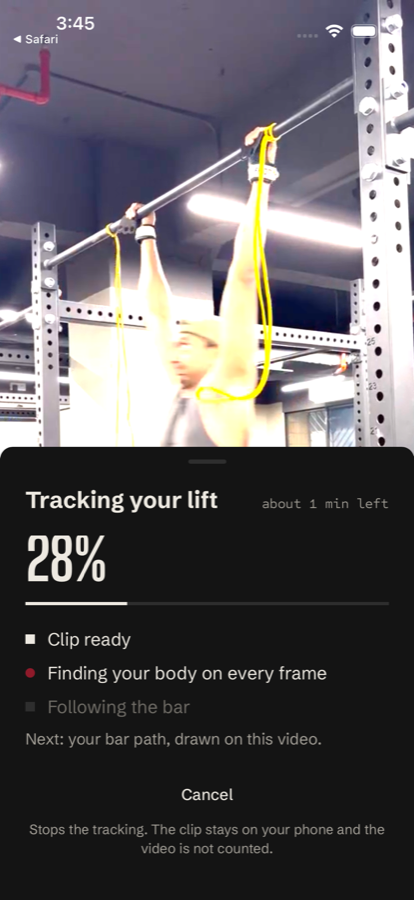 3:45
◀ Safari
Tracking your lift
about 1 min left
28%
Clip ready
Finding your body on every frame
Following the bar
Next: your bar path, drawn on this video.
Cancel
Stops the tracking. The clip stays on your phone and the
video is not counted.